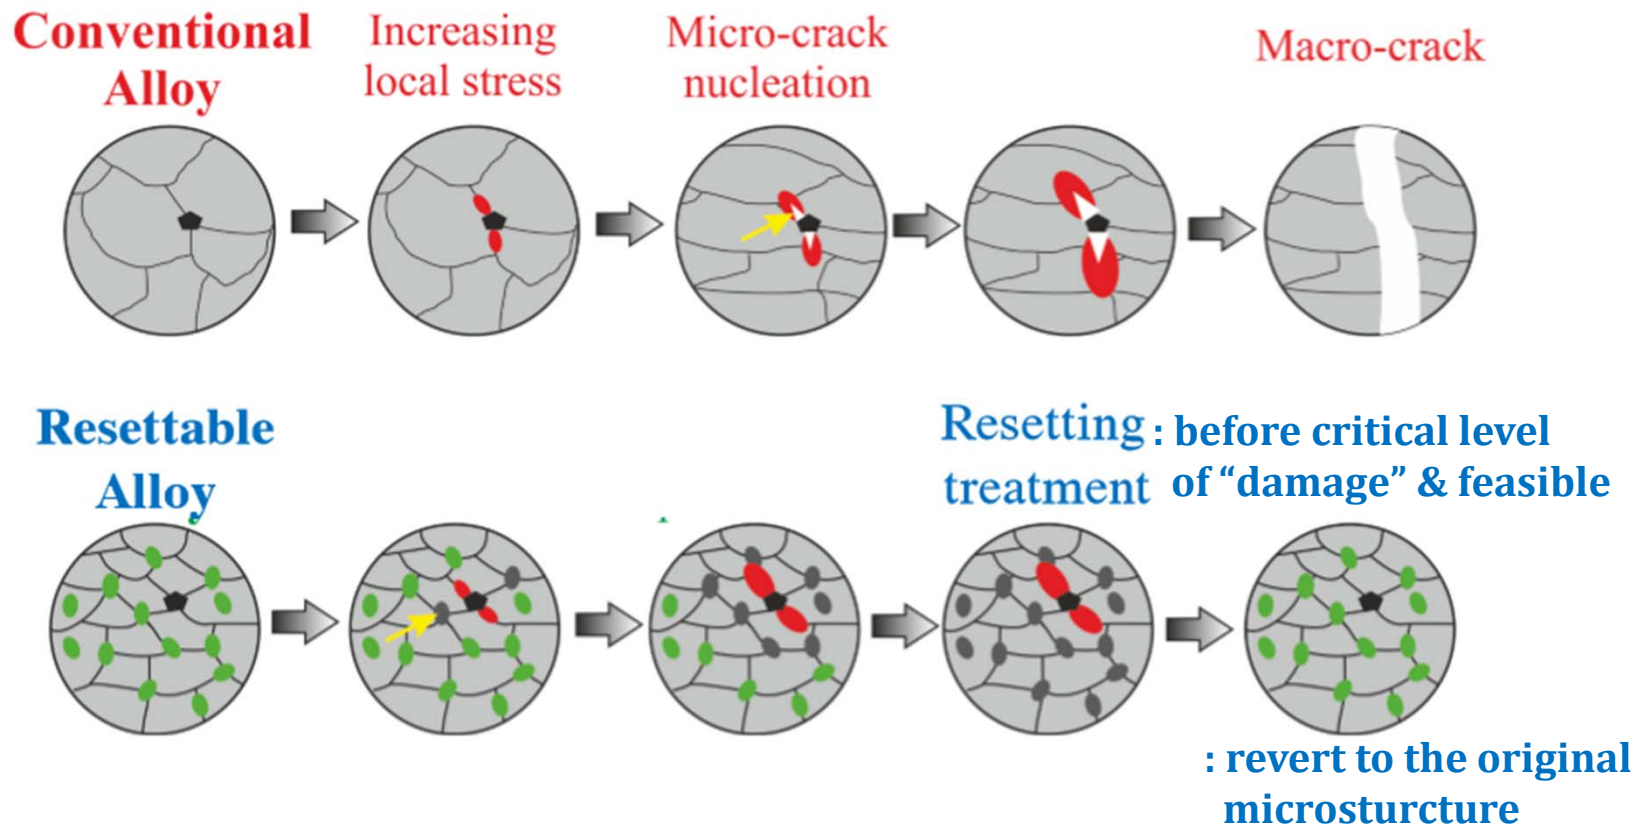 Conventional
Alloy
Increasing
local stress
Micro-crack
nucleation
Macro-crack
Resettable
Alloy
Resetting : before critical level
treatment of “damage” & feasible
: revert to the original
microsturcture